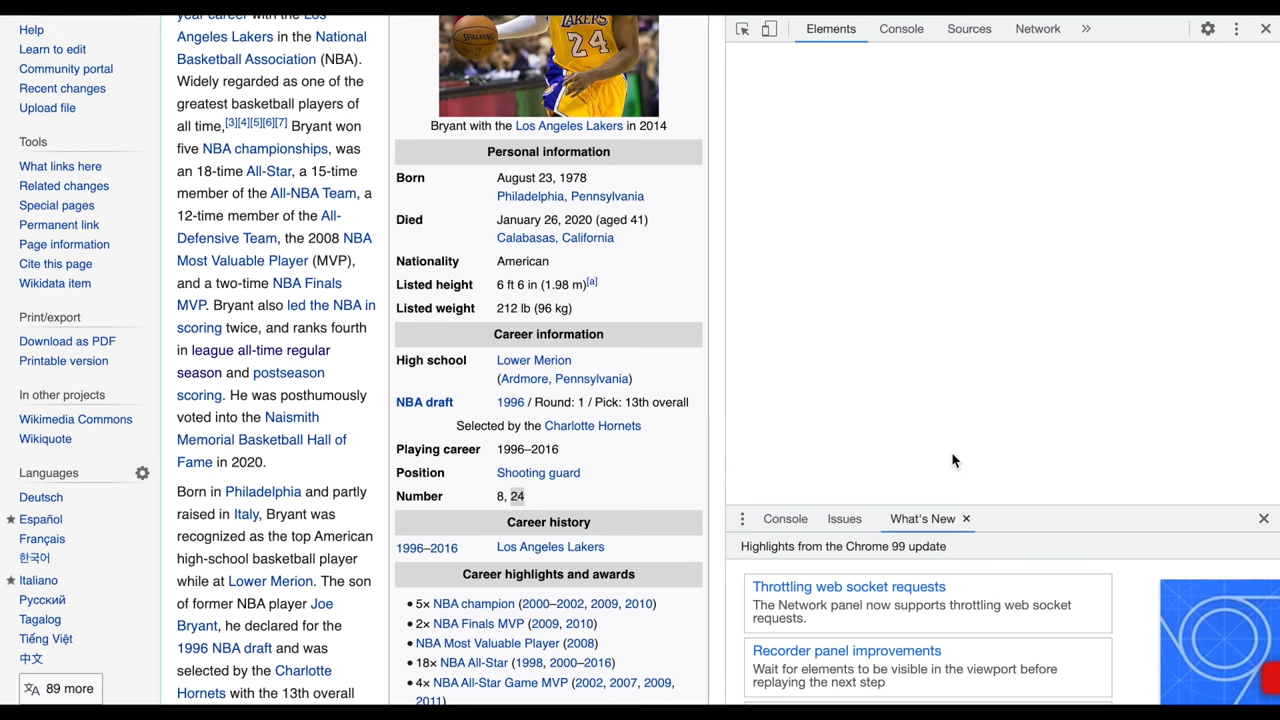 Help
Learn to edit
Community portal
Recent changes
Upload file
Tools
What links here
Related changes
Special pages
Permanent link
Page information
Cite this page
Wikidata item
Print/export
Download as PDF
Printable version
In other projects
Wikimedia Commons
Wikiquote
Languages
Deutsch
Español
Français
한국어
Italiano
Русский
Tagalog
Tiếng Việt
中文
89 more
year career with the Los
Angeles Lakers in the National
Basketball Association (NBA).
Widely regarded as one of the
greatest basketball players of
all time,[3][4][5][6][7] Bryant won
five NBA championships, was
an 18-time All-Star, a 15-time
member of the All-NBA Team, a
12-time member of the All-
Defensive Team, the 2008 NBA
Most Valuable Player (MVP),
and a two-time NBA Finals
MVP. Bryant also led the NBA in
scoring twice, and ranks fourth
in league all-time regular
season and postseason
scoring. He was posthumously
voted into the Naismith
Memorial Basketball Hall of
Fame in 2020.
Born in Philadelphia and partly
raised in Italy, Bryant was
recognized as the top American
high-school basketball player
while at Lower Merion. The son
of former NBA player Joe
Bryant, he declared for the
1996 NBA draft and was
selected by the Charlotte
Hornets with the 13th overall
SPALDING
LAKERS
24
Bryant with the Los Angeles Lakers in 2014
Personal information
Born August 23, 1978
Philadelphia, Pennsylvania
Died January 26, 2020 (aged 41)
Calabasas, California
Nationality American
Listed height 6 ft 6 in (1.98 m)[a]
Listed weight 212 lb (96 kg)
Career information
High school Lower Merion
(Ardmore, Pennsylvania)
NBA draft 1996 / Round: 1 / Pick: 13th overall
Selected by the Charlotte Hornets
Playing career 1996–2016
Position Shooting guard
Number 8, 24
Career history
1996–2016 Los Angeles Lakers
Career highlights and awards
• 5× NBA champion (2000–2002, 2009, 2010)
• 2× NBA Finals MVP (2009, 2010)
• NBA Most Valuable Player (2008)
• 18× NBA All-Star (1998, 2000–2016)
• 4× NBA All-Star Game MVP (2002, 2007, 2009,
2011)
Elements Console Sources Network »
Console Issues What's New ×
Highlights from the Chrome 99 update
Throttling web socket requests
The Network panel now supports throttling web socket
requests.
Recorder panel improvements
Wait for elements to be visible in the viewport before
replaying the next step